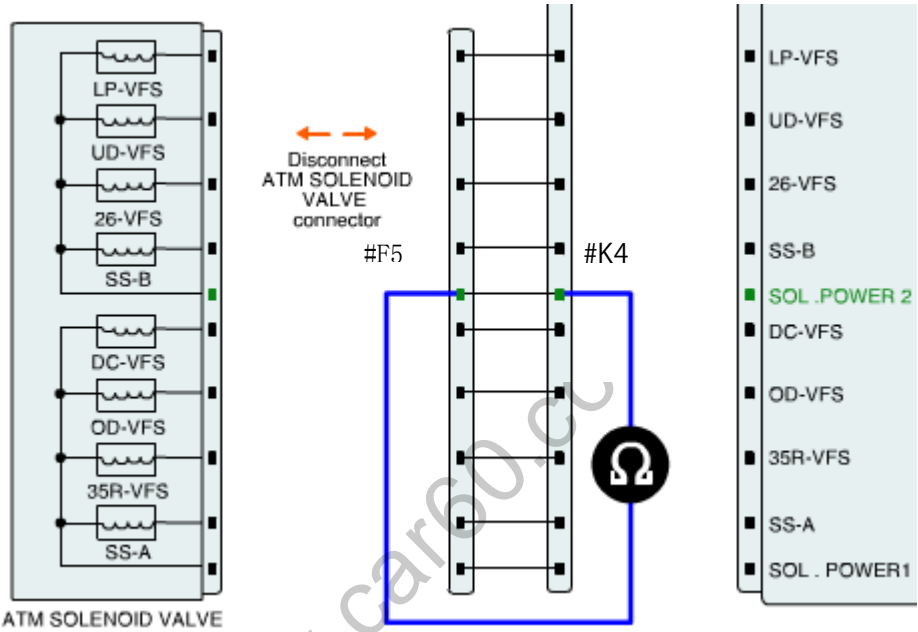 LP-VFS
UD-VFS
26-VFS
SS-B
DC-VFS
OD-VFS
35R-VFS
SS-A
ATM SOLENOID VALVE
Disconnect
ATM SOLENOID
VALVE
connector
#F5
#K4
Ω
LP-VFS
UD-VFS
26-VFS
SS-B
SOL .POWER 2
DC-VFS
OD-VFS
35R-VFS
SS-A
SOL . POWER1
car60.cc